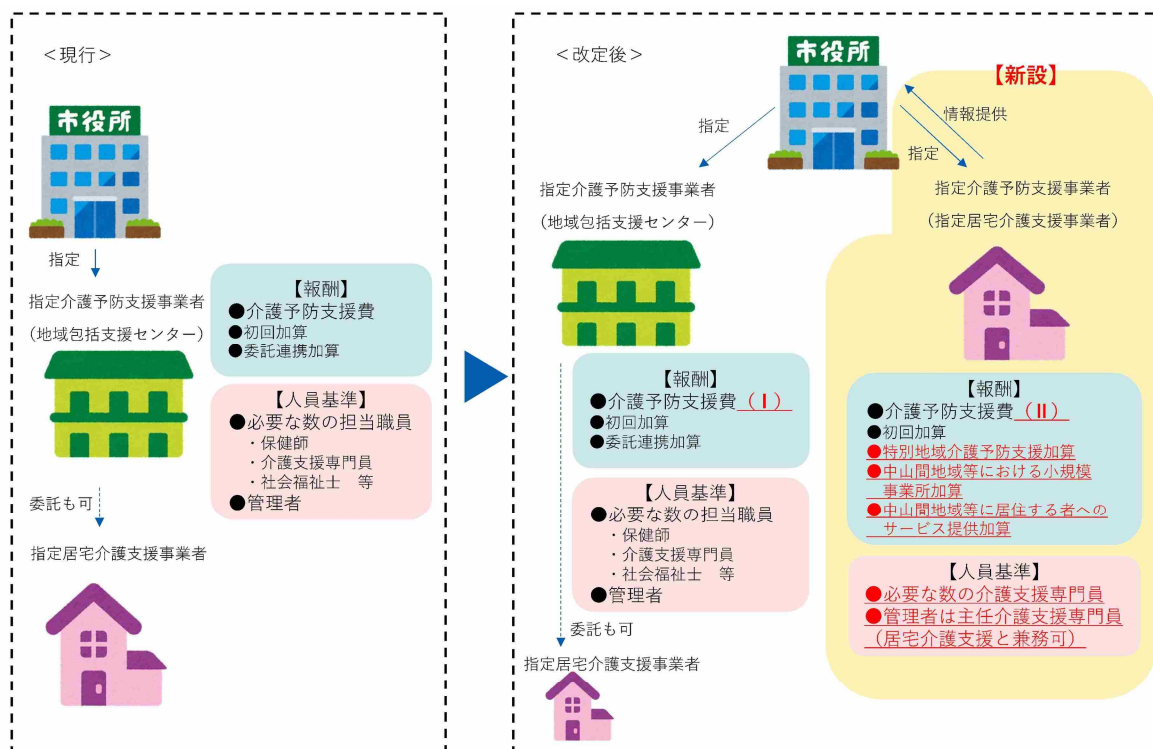 ＜現行＞
市役所
指定
指定介護予防支援事業者
（地域包括支援センター）
【報酬】
●介護予防支援費
●初回加算
●委託連携加算
【人員基準】
●必要な数の担当職員
・保健師
・介護支援専門員
・社会福祉士　等
●管理者
委託も可
指定居宅介護支援事業者
＜改定後＞
市役所
指定
指定介護予防支援事業者
（地域包括支援センター）
【報酬】
●介護予防支援費（Ⅰ）
●初回加算
●委託連携加算
【人員基準】
●必要な数の担当職員
・保健師
・介護支援専門員
・社会福祉士　等
●管理者
委託も可
指定居宅介護支援事業者
【新設】
情報提供
指定
指定介護予防支援事業者
（指定居宅介護支援事業者）
【報酬】
●介護予防支援費（Ⅱ）
●初回加算
●特別地域介護予防支援加算
●中山間地域等における小規模
事業所加算
●中山間地域等に居住する者への
サービス提供加算
【人員基準】
●必要な数の介護支援専門員
●管理者は主任介護支援専門員
（居宅介護支援と兼務可）